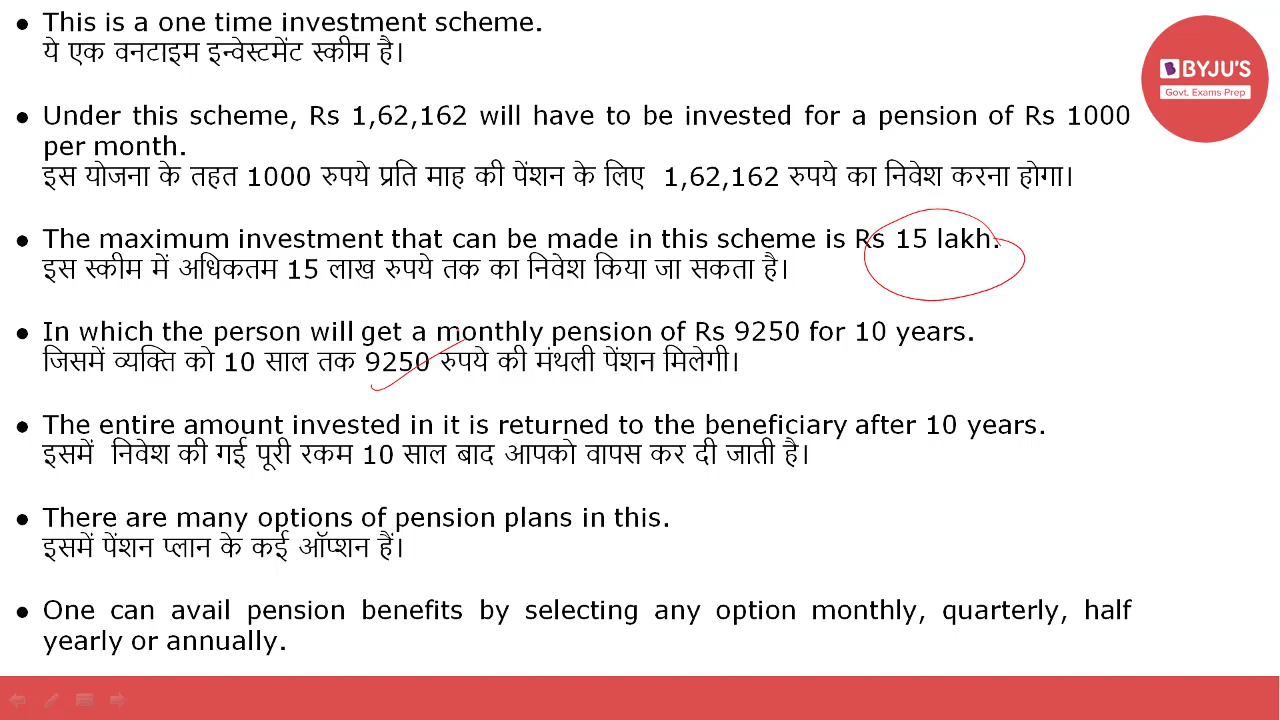 • This is a one time investment scheme.
ये एक वनटाइम इन्वेस्टमेंट स्कीम है।
BYJU'S
Govt. Exams Prep
• Under this scheme, Rs 1,62,162 will have to be invested for a pension of Rs 1000
per month.
इस योजना के तहत 1000 रुपये प्रति माह की पेंशन के लिए 1,62,162 रुपये का निवेश करना होगा।
• The maximum investment that can be made in this scheme is Rs 15 lakh.
इस स्कीम में अधिकतम 15 लाख रुपये तक का निवेश किया जा सकता है।
• In which the person will get a monthly pension of Rs 9250 for 10 years.
जिसमें व्यक्ति को 10 साल तक 9250 रुपये की मंथली पेंशन मिलेगी।
• The entire amount invested in it is returned to the beneficiary after 10 years.
इसमें निवेश की गई पूरी रकम 10 साल बाद आपको वापस कर दी जाती है।
• There are many options of pension plans in this.
इसमें पेंशन प्लान के कई ऑप्शन हैं।
• One can avail pension benefits by selecting any option monthly, quarterly, half
yearly or annually.